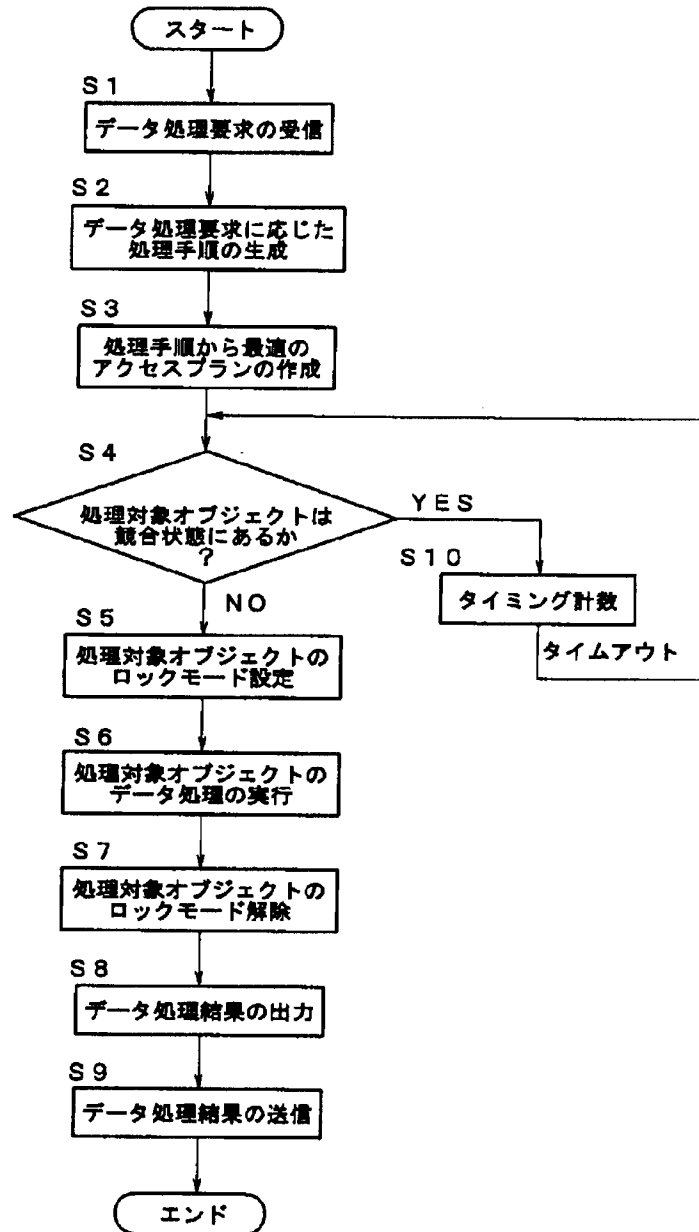 スタート
S1
データ処理要求の受信
S2
データ処理要求に応じた
処理手順の生成
S3
処理手順から最適の
アクセスプランの作成
S4
処理対象オブジェクトは
競合状態にあるか
?
YES
S10
タイミング計数
タイムアウト
NO
S5
処理対象オブジェクトの
ロックモード設定
S6
処理対象オブジェクトの
データ処理の実行
S7
処理対象オブジェクトの
ロックモード解除
S8
データ処理結果の出力
S9
データ処理結果の送信
エンド